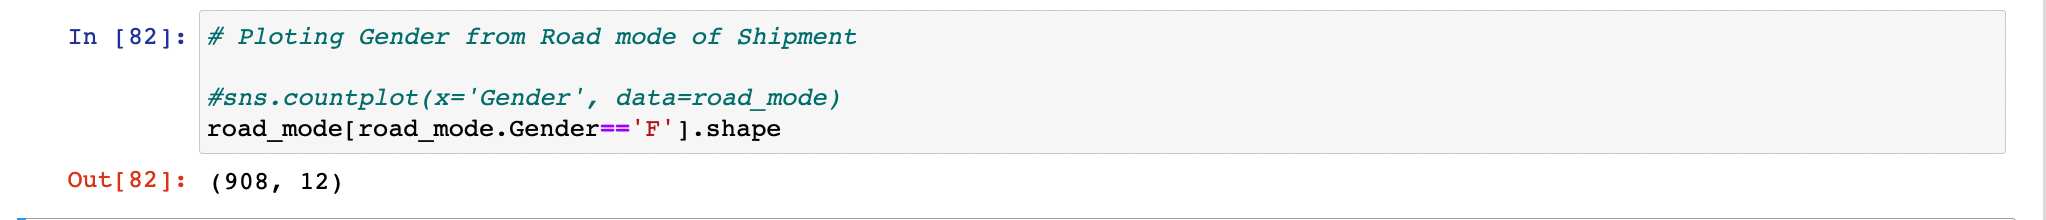 In [82]: # Ploting Gender from Road mode of Shipment
#sns.countplot(x='Gender', data=road_mode)
road_mode[road_mode.Gender=='F'].shape
Out[82]: (908, 12)